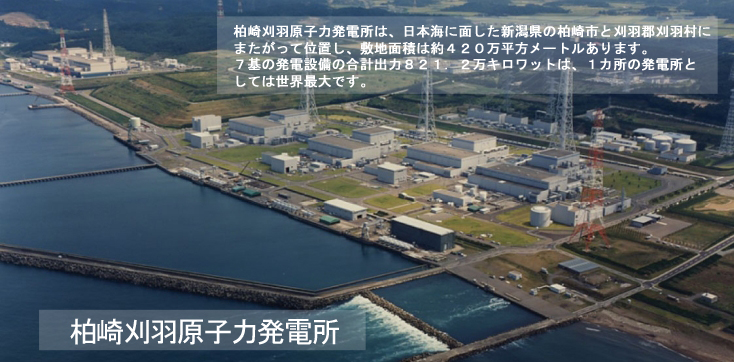 柏崎刈羽原子力発電所は、日本海に面した新潟県の柏崎市と刈羽郡刈羽村に
またがって位置し、敷地面積は約４２０万平方メートルあります。
７基の発電設備の合計出力８２１．２万キロワットは、１カ所の発電所と
しては世界最大です。
柏崎刈羽原子力発電所